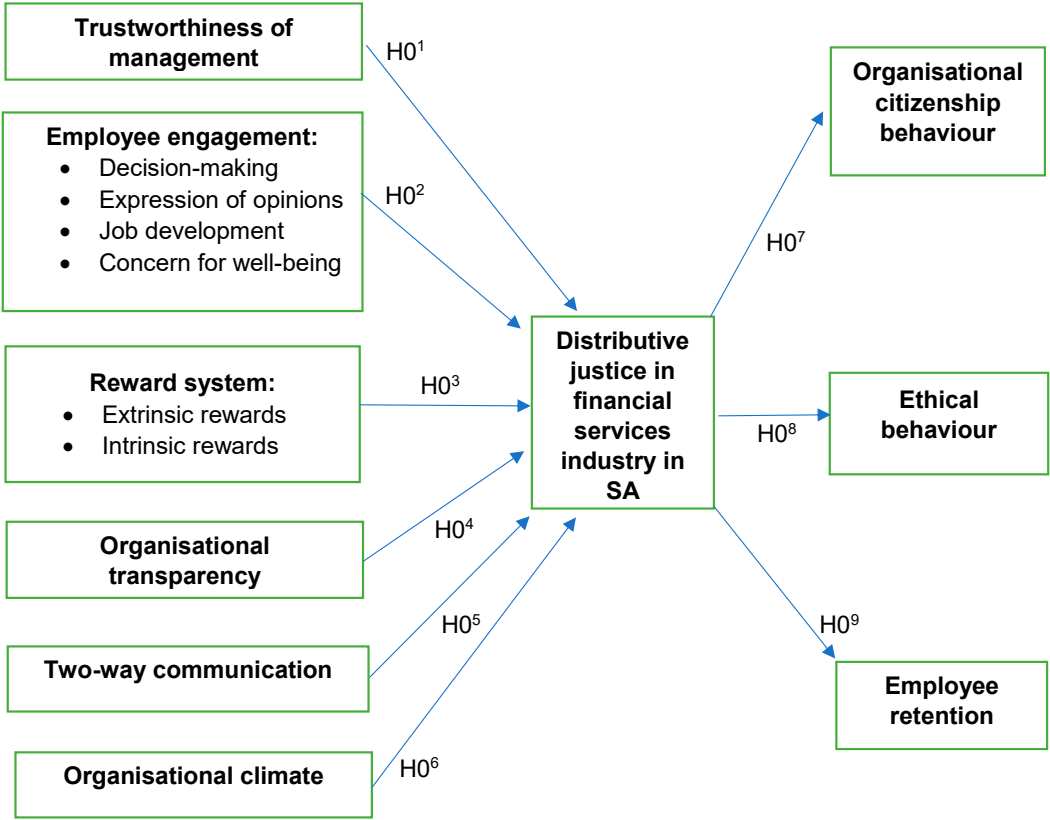 Trustworthiness of
management
H0¹
Employee engagement:
• Decision-making
• Expression of opinions
• Job development
• Concern for well-being
H0²
Reward system:
• Extrinsic rewards
• Intrinsic rewards
H0³
Organisational
transparency
H0⁴
Two-way communication
H0⁵
Organisational climate
H0⁶
Distributive
justice in
financial
services
industry in
SA
H0⁷
Organisational
citizenship
behaviour
H0⁸
Ethical
behaviour
H0⁹
Employee
retention